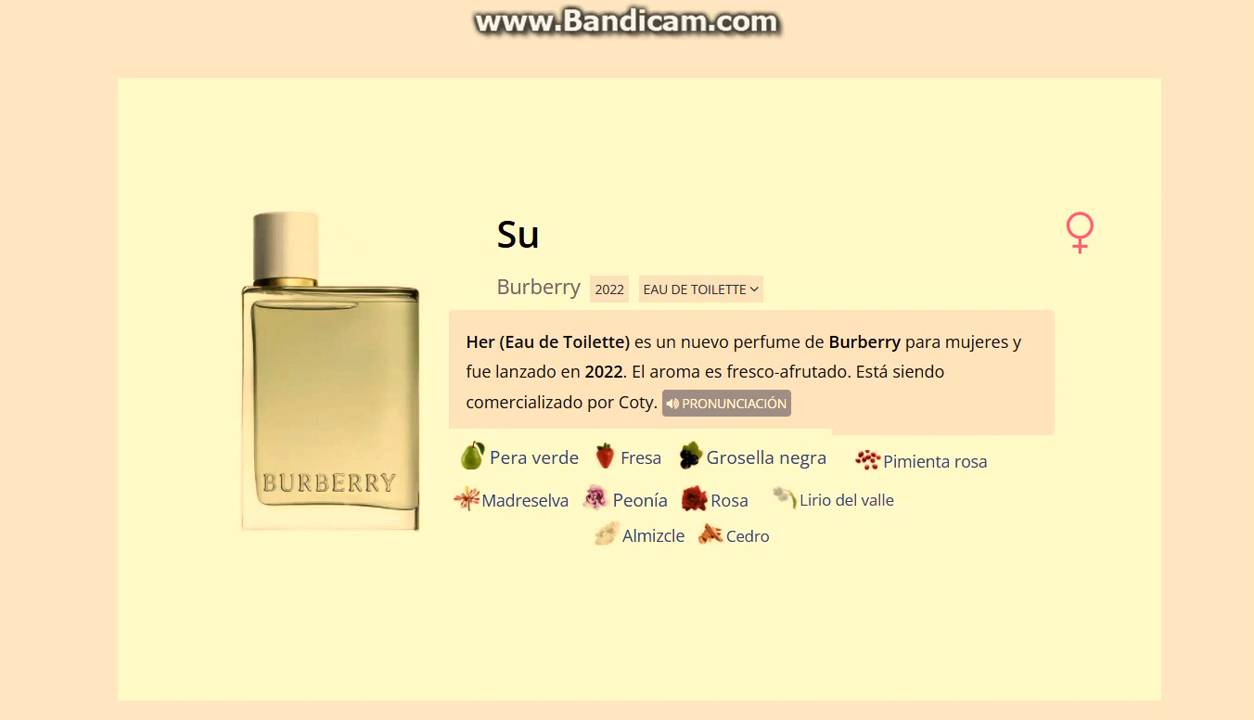 www.Bandicam.com
Su
Burberry 2022 EAU DE TOILETTE
Her (Eau de Toilette) es un nuevo perfume de Burberry para mujeres y
fue lanzado en 2022. El aroma es fresco-afrutado. Está siendo
comercializado por Coty. PRONUNCIACIÓN
Pera verde Fresa Grosella negra Pimienta rosa
BURBERRY
Madreselva Peonía Rosa Lirio del valle
Almizcle Cedro